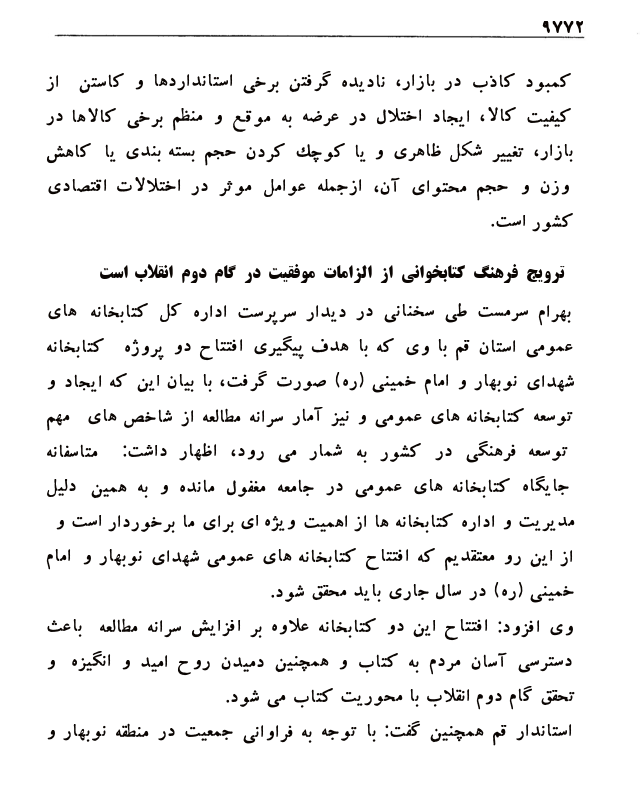 ۹۷۷۲
کمبود کاذب در بازار، نادیده گرفتن برخی استانداردها و کاستن از
کیفیت کالا، ایجاد اختلال در عرضه به موقع و منظم برخی کالاها در
بازار، تغییر شکل ظاهری و یا کوچک کردن حجم بسته بندی یا کاهش
وزن و حجم محتوای آن، ازجمله عوامل موثر در اختلالات اقتصادی
کشور است.
ترویج فرهنگ کتابخوانی از الزامات موفقیت در گام دوم انقلاب است
بهرام سرمست طی سخنانی در دیدار سرپرست اداره کل کتابخانه های
عمومی استان قم با وی که با هدف پیگیری افتتاح دو پروژه کتابخانه
شهدای نوبهار و امام خمینی (ره) صورت گرفت، با بیان این که ایجاد و
توسعه کتابخانه های عمومی و نیز آمار سرانه مطالعه از شاخص های مهم
توسعه فرهنگی در کشور به شمار می رود، اظهار داشت: متاسفانه
جایگاه کتابخانه های عمومی در جامعه مغفول مانده و به همین دلیل
مدیریت و اداره کتابخانه ها از اهمیت ویژه ای برای ما برخوردار است و
از این رو معتقدیم که افتتاح کتابخانه های عمومی شهدای نوبهار و امام
خمینی (ره) در سال جاری باید محقق شود.
وی افزود: افتتاح این دو کتابخانه علاوه بر افزایش سرانه مطالعه باعث
دسترسی آسان مردم به کتاب و همچنین دمیدن روح امید و انگیزه و
تحقق گام دوم انقلاب با محوریت کتاب می شود.
استاندار قم همچنین گفت: با توجه به فراوانی جمعیت در منطقه نوبهار و